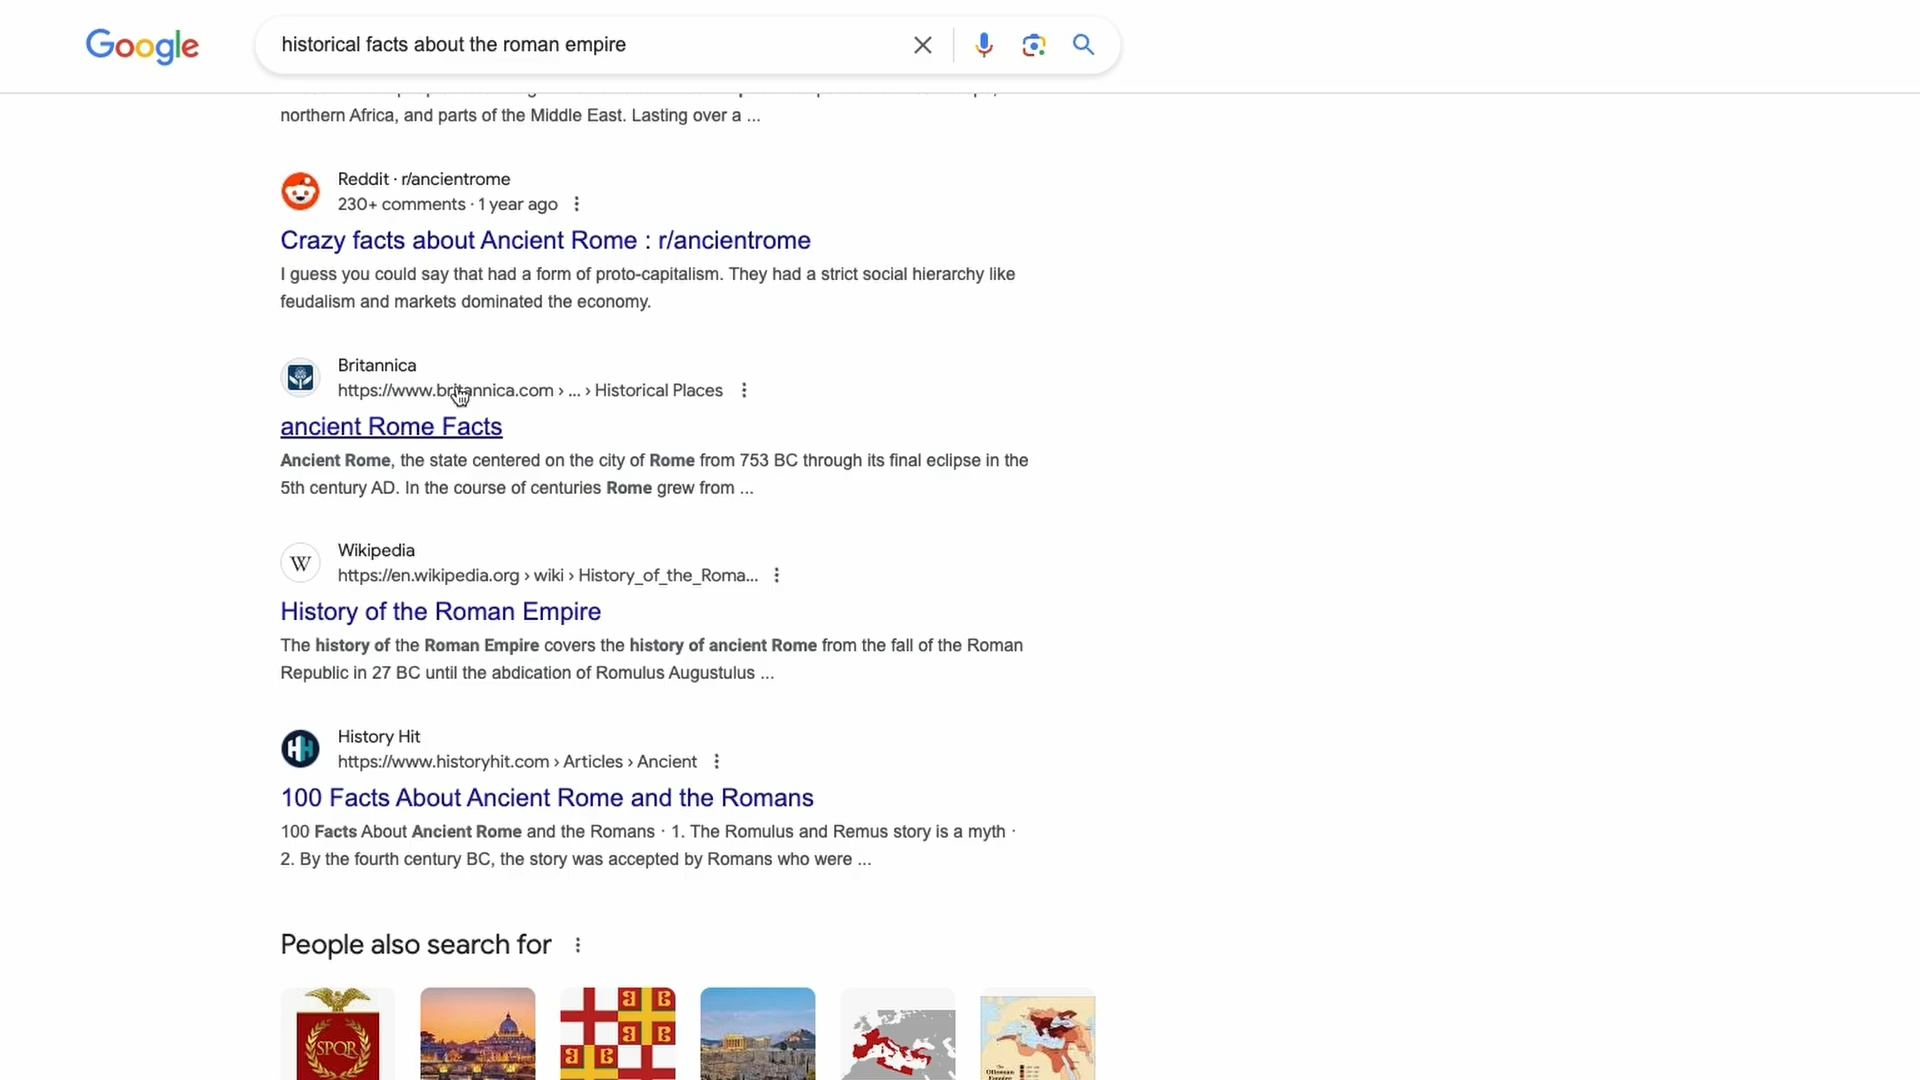 Google
historical facts about the roman empire
northern Africa, and parts of the Middle East. Lasting over a ...
Reddit · r/ancientrome
230+ comments · 1 year ago
Crazy facts about Ancient Rome : r/ancientrome
I guess you could say that had a form of proto-capitalism. They had a strict social hierarchy like
feudalism and markets dominated the economy.
Britannica
https://www.britannica.com › ... › Historical Places
ancient Rome Facts
Ancient Rome, the state centered on the city of Rome from 753 BC through its final eclipse in the
5th century AD. In the course of centuries Rome grew from ...
W
Wikipedia
https://en.wikipedia.org › wiki › History_of_the_Roma...
History of the Roman Empire
The history of the Roman Empire covers the history of ancient Rome from the fall of the Roman
Republic in 27 BC until the abdication of Romulus Augustulus ...
HH
History Hit
https://www.historyhit.com › Articles › Ancient
100 Facts About Ancient Rome and the Romans
100 Facts About Ancient Rome and the Romans · 1. The Romulus and Remus story is a myth ·
2. By the fourth century BC, the story was accepted by Romans who were ...
People also search for
SPQR
The Ottoman
Empire